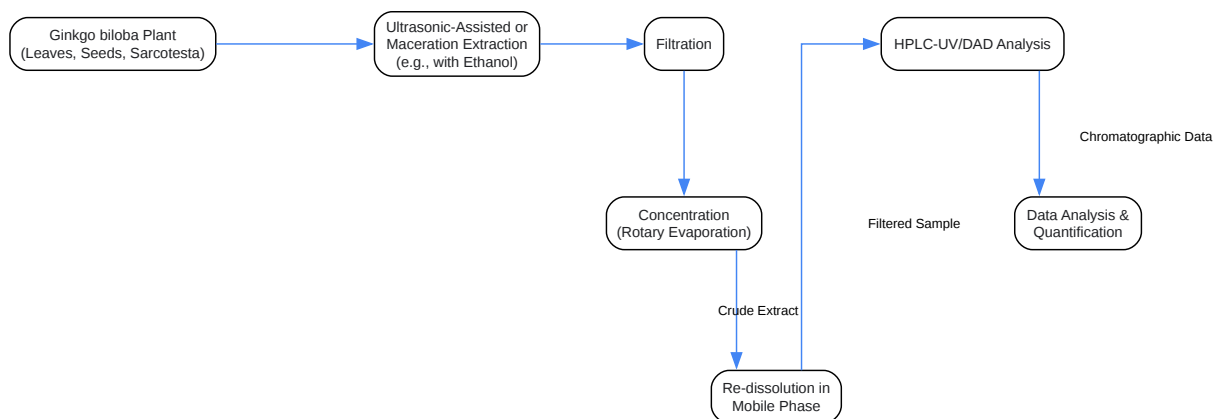 Ginkgo biloba Plant
(Leaves, Seeds, Sarcotesta)
Ultrasonic-Assisted or
Maceration Extraction
(e.g., with Ethanol)
Filtration
HPLC-UV/DAD Analysis
Chromatographic Data
Concentration
(Rotary Evaporation)
Filtered Sample
Data Analysis &
Quantification
Crude Extract
Re-dissolution in
Mobile Phase